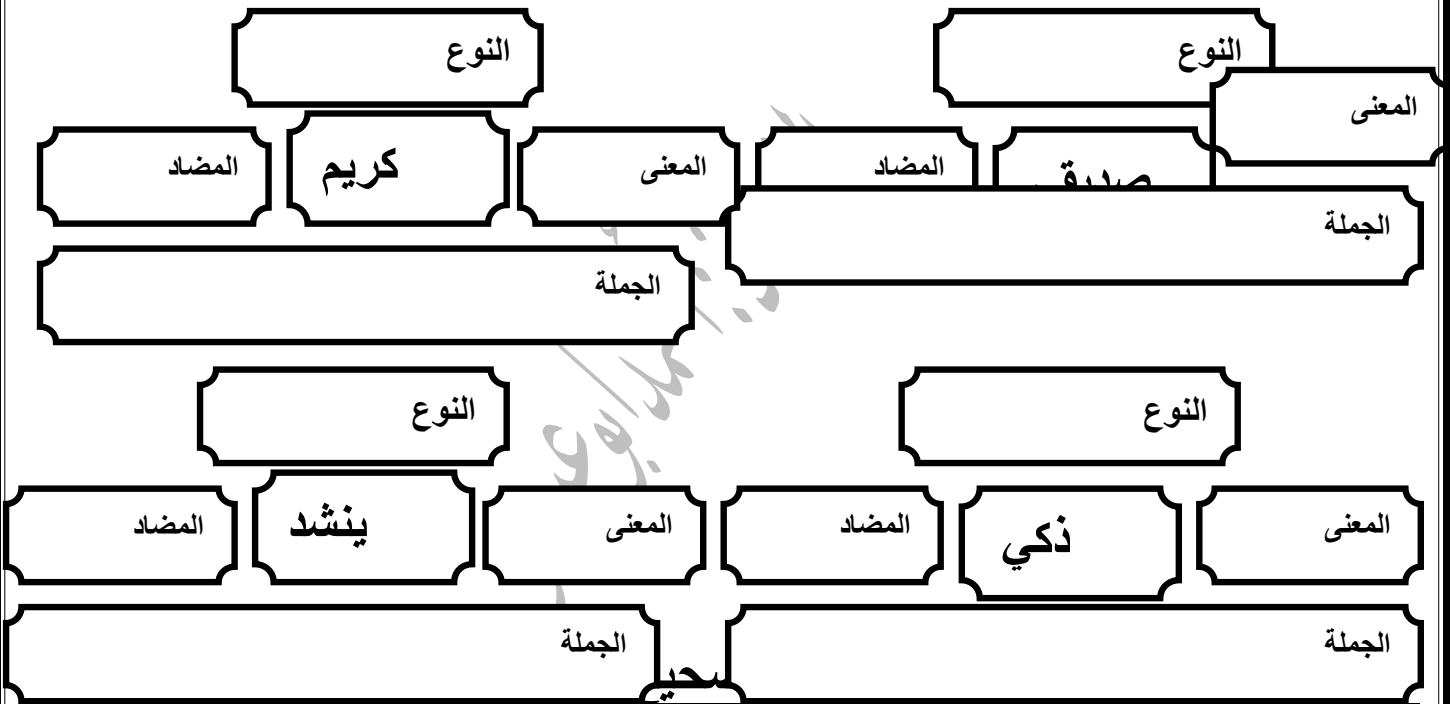 النوع النوع
المعنى
المضاد المعنى كريم المضاد
الجملة
الجملة
النوع النوع
المعنى ذكي المضاد المعنى ينشد المضاد
الجملة الجملة